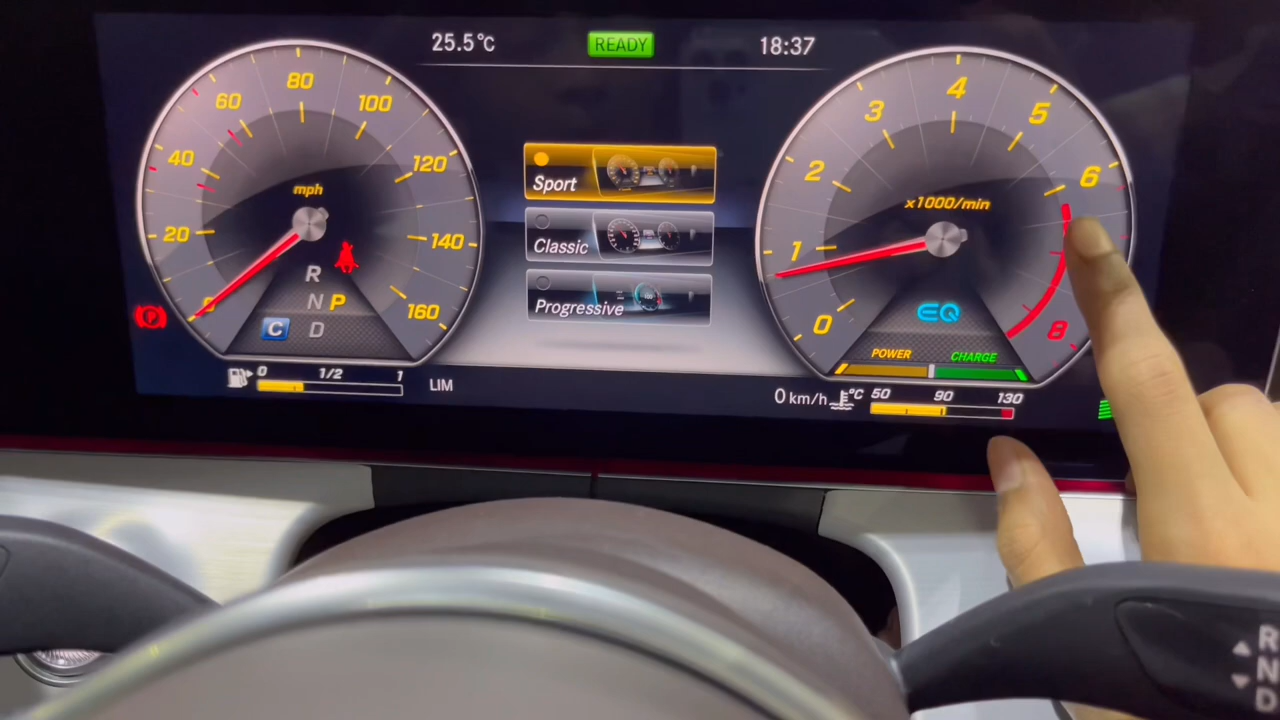 25.5°C
READY
18:37
20
40
60
80
100
120
140
160
mph
R
N P
C D
Sport
Classic
Progressive
0
1
2
3
4
5
6
8
x1000/min
EQ
POWER
CHARGE
0 1/2 1
LIM
0 km/h
°C 50 90 130
R
N
D